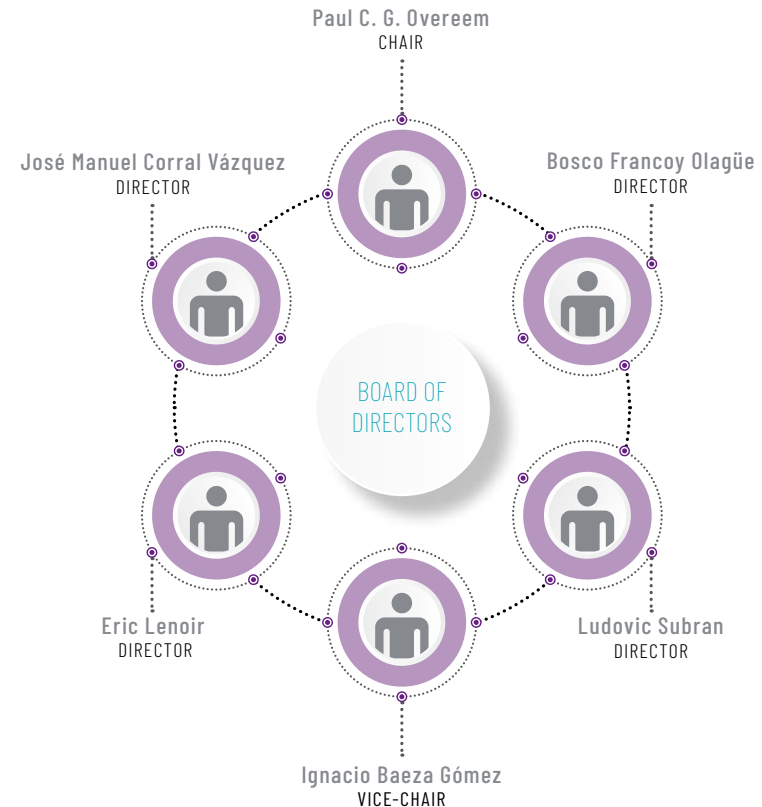 Paul C. G. Overeem
CHAIR
José Manuel Corral Vázquez
DIRECTOR
Bosco Francoy Olagüe
DIRECTOR
BOARD OF
DIRECTORS
Eric Lenoir
DIRECTOR
Ludovic Subran
DIRECTOR
Ignacio Baeza Gómez
VICE-CHAIR